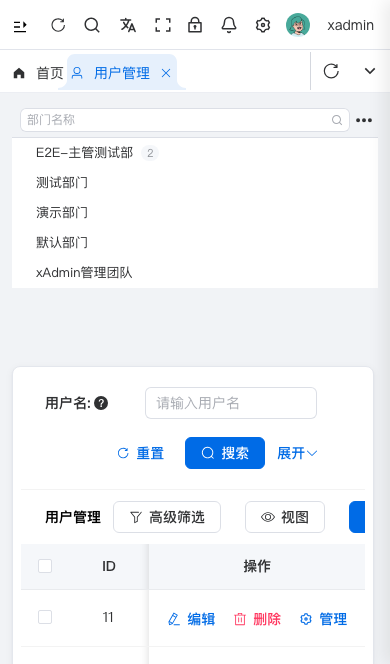 xadmin
首页 用户管理
部门名称
E2E-主管测试部 2
测试部门
演示部门
默认部门
xAdmin管理团队
用户名: 请输入用户名
重置 搜索 展开
用户管理 高级筛选 视图
ID 操作
11 编辑 删除 管理